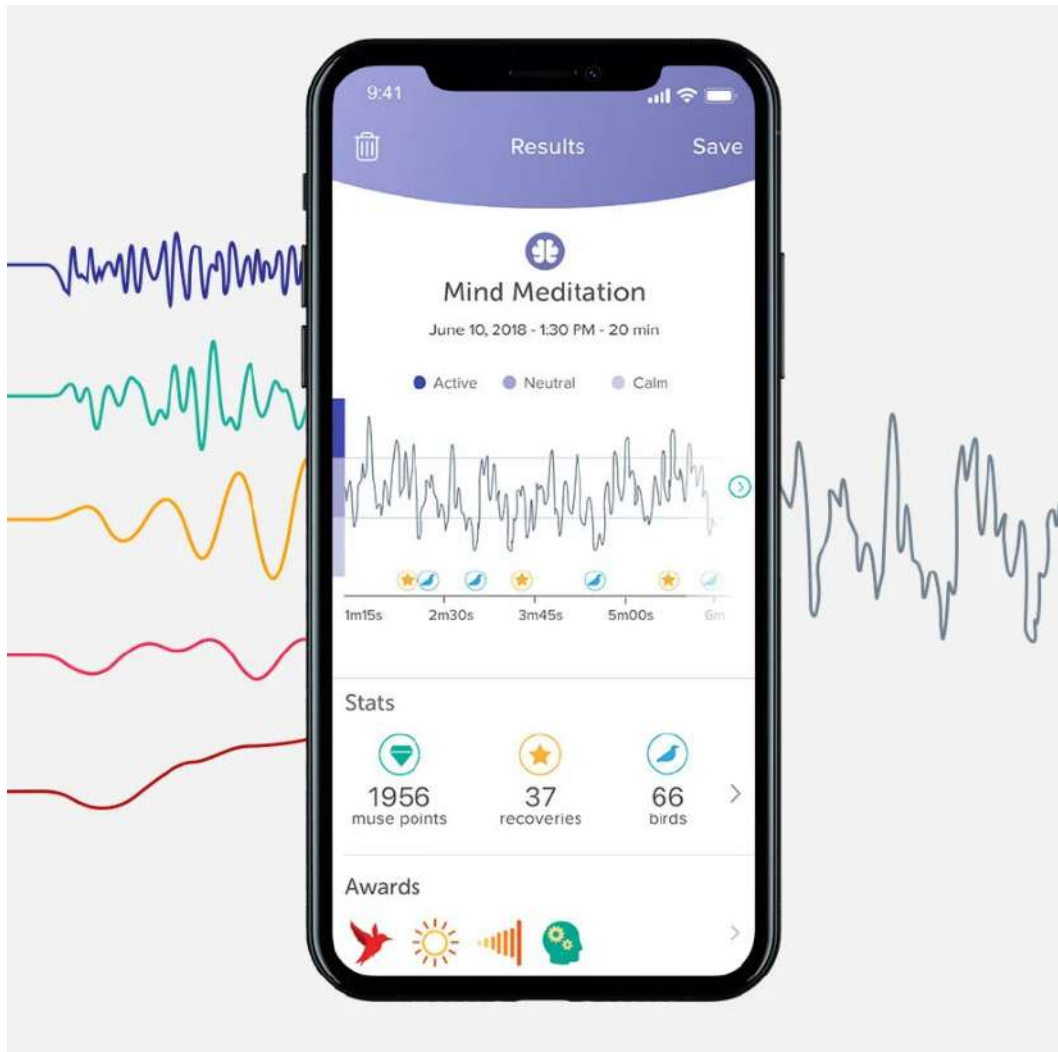 9:41
Results
Save
Mind Meditation
June 10, 2018 - 1:30 PM - 20 min
Active Neutral Calm
1m15s 2m30s 3m45s 5m00s 6m
Stats
1956 37 66
muse points recoveries birds
Awards